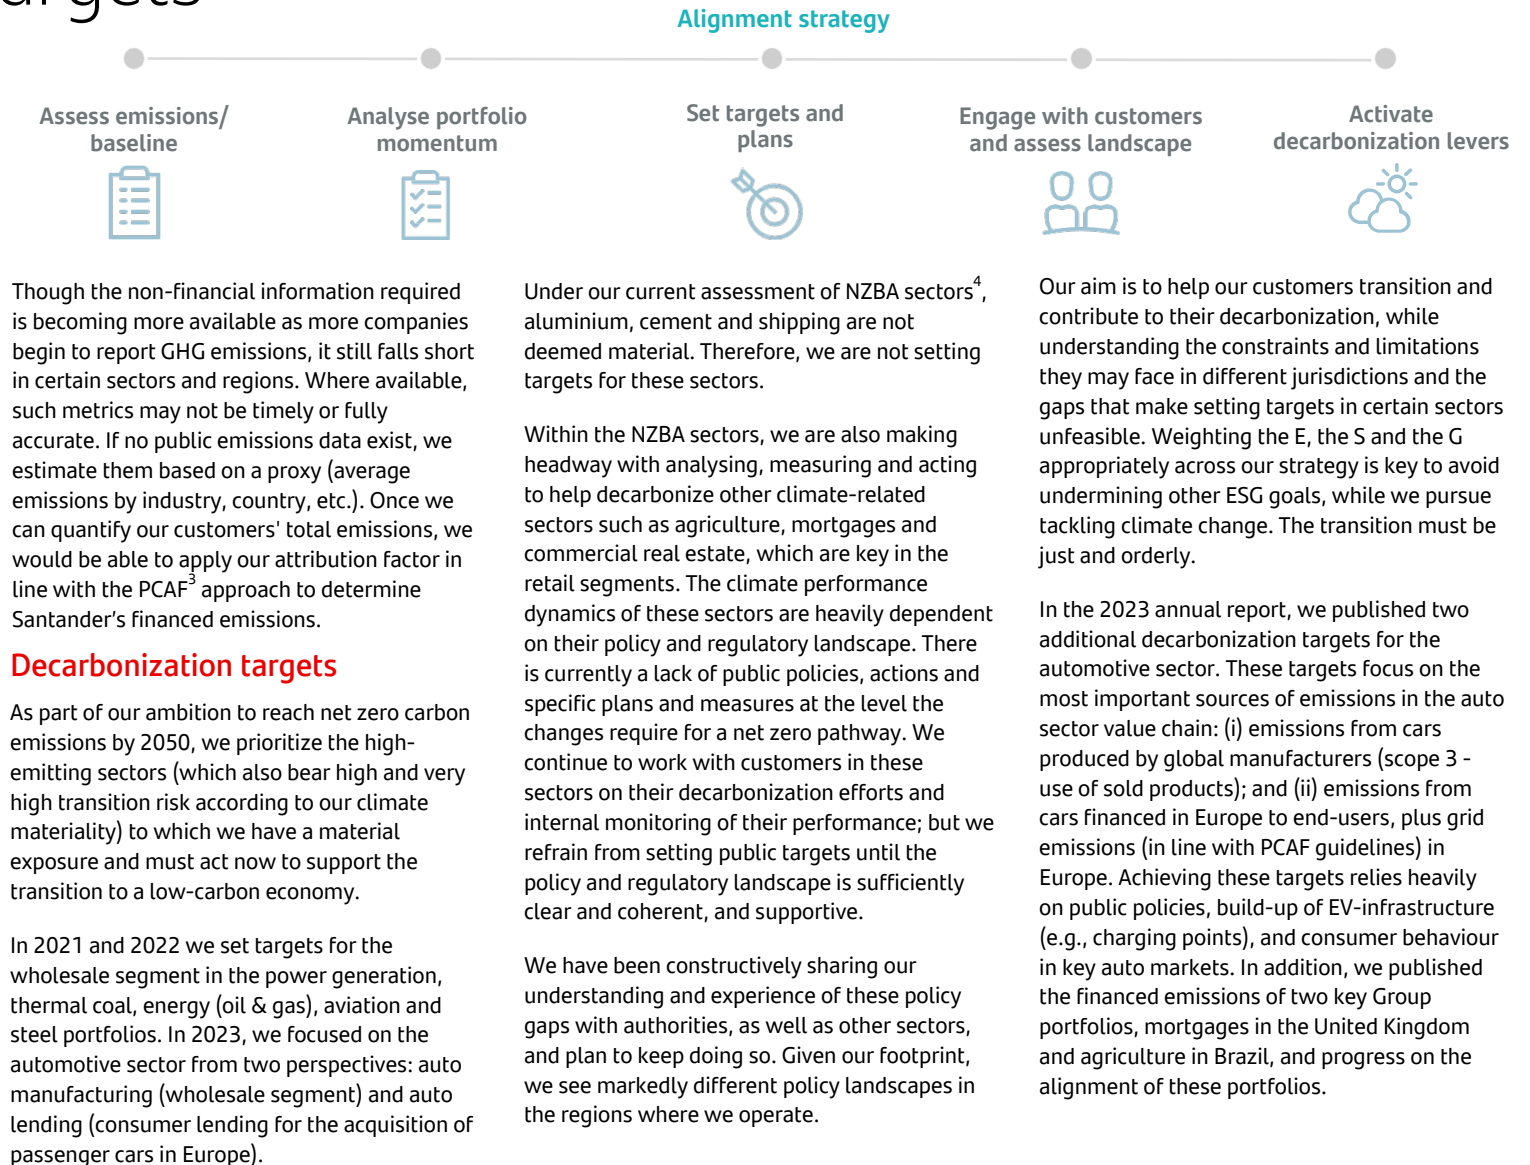 argets
Alignment strategy
Assess emissions/
baseline
Analyse portfolio
momentum
Set targets and
plans
Engage with customers
and assess landscape
Activate
decarbonization levers
Though the non-financial information required
is becoming more available as more companies
begin to report GHG emissions, it still falls short
in certain sectors and regions. Where available,
such metrics may not be timely or fully
accurate. If no public emissions data exist, we
estimate them based on a proxy (average
emissions by industry, country, etc.). Once we
can quantify our customers' total emissions, we
would be able to apply our attribution factor in
line with the PCAF3 approach to determine
Santander’s financed emissions.
Decarbonization targets
As part of our ambition to reach net zero carbon
emissions by 2050, we prioritize the high-
emitting sectors (which also bear high and very
high transition risk according to our climate
materiality) to which we have a material
exposure and must act now to support the
transition to a low-carbon economy.
In 2021 and 2022 we set targets for the
wholesale segment in the power generation,
thermal coal, energy (oil & gas), aviation and
steel portfolios. In 2023, we focused on the
automotive sector from two perspectives: auto
manufacturing (wholesale segment) and auto
lending (consumer lending for the acquisition of
passenger cars in Europe).
Under our current assessment of NZBA sectors4,
aluminium, cement and shipping are not
deemed material. Therefore, we are not setting
targets for these sectors.
Within the NZBA sectors, we are also making
headway with analysing, measuring and acting
to help decarbonize other climate-related
sectors such as agriculture, mortgages and
commercial real estate, which are key in the
retail segments. The climate performance
dynamics of these sectors are heavily dependent
on their policy and regulatory landscape. There
is currently a lack of public policies, actions and
specific plans and measures at the level the
changes require for a net zero pathway. We
continue to work with customers in these
sectors on their decarbonization efforts and
internal monitoring of their performance; but we
refrain from setting public targets until the
policy and regulatory landscape is sufficiently
clear and coherent, and supportive.
We have been constructively sharing our
understanding and experience of these policy
gaps with authorities, as well as other sectors,
and plan to keep doing so. Given our footprint,
we see markedly different policy landscapes in
the regions where we operate.
Our aim is to help our customers transition and
contribute to their decarbonization, while
understanding the constraints and limitations
they may face in different jurisdictions and the
gaps that make setting targets in certain sectors
unfeasible. Weighting the E, the S and the G
appropriately across our strategy is key to avoid
undermining other ESG goals, while we pursue
tackling climate change. The transition must be
just and orderly.
In the 2023 annual report, we published two
additional decarbonization targets for the
automotive sector. These targets focus on the
most important sources of emissions in the auto
sector value chain: (i) emissions from cars
produced by global manufacturers (scope 3 -
use of sold products); and (ii) emissions from
cars financed in Europe to end-users, plus grid
emissions (in line with PCAF guidelines) in
Europe. Achieving these targets relies heavily
on public policies, build-up of EV-infrastructure
(e.g., charging points), and consumer behaviour
in key auto markets. In addition, we published
the financed emissions of two key Group
portfolios, mortgages in the United Kingdom
and agriculture in Brazil, and progress on the
alignment of these portfolios.